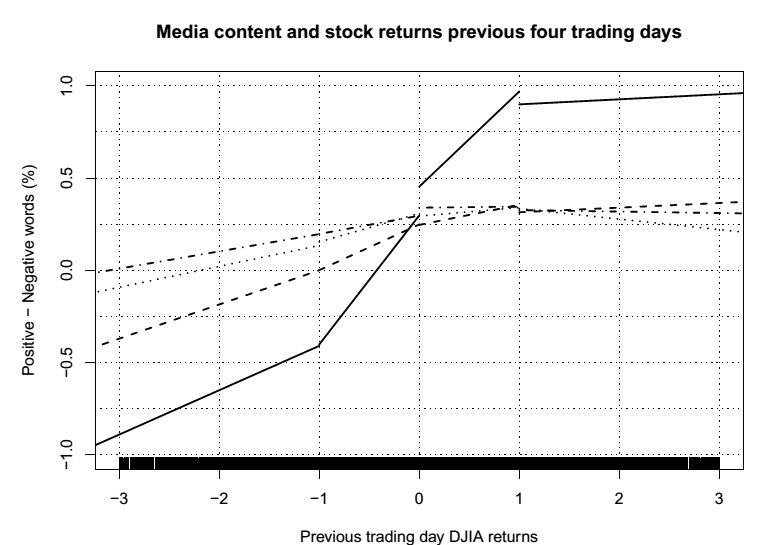 Media content and stock returns previous four trading days
Positive − Negative words (%)
1.0
0.5
0.0
−0.5
−1.0
−3 −2 −1 0 1 2 3
Previous trading day DJIA returns